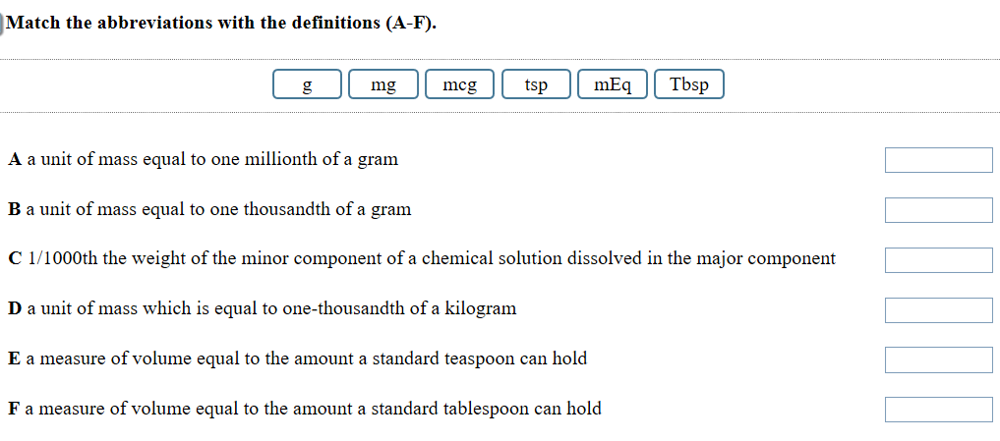 Match the abbreviations with the definitions (A-F).
g mg mcg tsp mEq Tbsp
A a unit of mass equal to one millionth of a gram
B a unit of mass equal to one thousandth of a gram
C 1/1000th the weight of the minor component of a chemical solution dissolved in the major component
D a unit of mass which is equal to one-thousandth of a kilogram
E a measure of volume equal to the amount a standard teaspoon can hold
F a measure of volume equal to the amount a standard tablespoon can hold